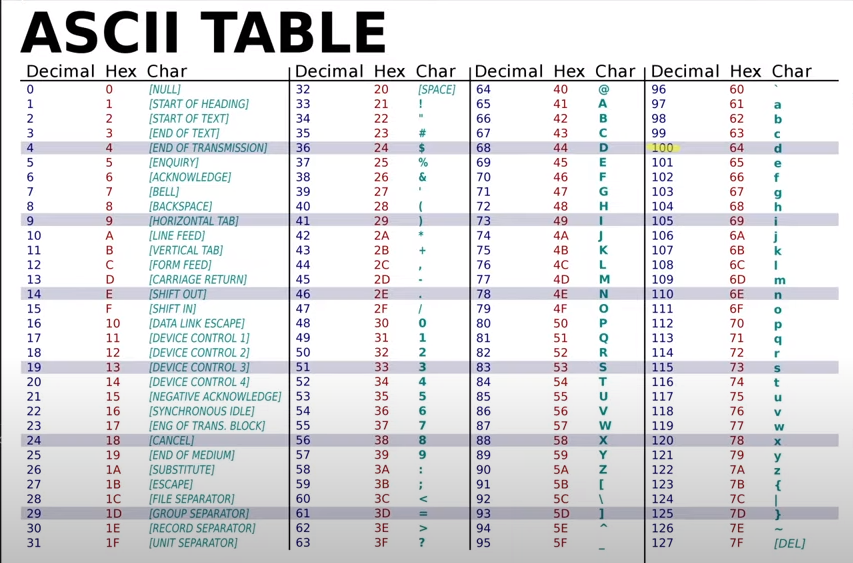 ASCII TABLE
Decimal Hex Char Decimal Hex Char Decimal Hex Char Decimal Hex Char
0 0 [NULL] 32 20 [SPACE] 64 40 @ 96 60 `
1 1 [START OF HEADING] 33 21 ! 65 41 A 97 61 a
2 2 [START OF TEXT] 34 22 " 66 42 B 98 62 b
3 3 [END OF TEXT] 35 23 # 67 43 C 99 63 c
4 4 [END OF TRANSMISSION] 36 24 $ 68 44 D 100 64 d
5 5 [ENQUIRY] 37 25 % 69 45 E 101 65 e
6 6 [ACKNOWLEDGE] 38 26 & 70 46 F 102 66 f
7 7 [BELL] 39 27 ' 71 47 G 103 67 g
8 8 [BACKSPACE] 40 28 ( 72 48 H 104 68 h
9 9 [HORIZONTAL TAB] 41 29 ) 73 49 I 105 69 i
10 A [LINE FEED] 42 2A * 74 4A J 106 6A j
11 B [VERTICAL TAB] 43 2B + 75 4B K 107 6B k
12 C [FORM FEED] 44 2C , 76 4C L 108 6C l
13 D [CARRIAGE RETURN] 45 2D - 77 4D M 109 6D m
14 E [SHIFT OUT] 46 2E . 78 4E N 110 6E n
15 F [SHIFT IN] 47 2F / 79 4F O 111 6F o
16 10 [DATA LINK ESCAPE] 48 30 0 80 50 P 112 70 p
17 11 [DEVICE CONTROL 1] 49 31 1 81 51 Q 113 71 q
18 12 [DEVICE CONTROL 2] 50 32 2 82 52 R 114 72 r
19 13 [DEVICE CONTROL 3] 51 33 3 83 53 S 115 73 s
20 14 [DEVICE CONTROL 4] 52 34 4 84 54 T 116 74 t
21 15 [NEGATIVE ACKNOWLEDGE] 53 35 5 85 55 U 117 75 u
22 16 [SYNCHRONOUS IDLE] 54 36 6 86 56 V 118 76 v
23 17 [ENG OF TRANS. BLOCK] 55 37 7 87 57 W 119 77 w
24 18 [CANCEL] 56 38 8 88 58 X 120 78 x
25 19 [END OF MEDIUM] 57 39 9 89 59 Y 121 79 y
26 1A [SUBSTITUTE] 58 3A : 90 5A Z 122 7A z
27 1B [ESCAPE] 59 3B ; 91 5B [ 123 7B {
28 1C [FILE SEPARATOR] 60 3C < 92 5C \ 124 7C |
29 1D [GROUP SEPARATOR] 61 3D = 93 5D ] 125 7D }
30 1E [RECORD SEPARATOR] 62 3E > 94 5E ^ 126 7E ~
31 1F [UNIT SEPARATOR] 63 3F ? 95 5F _ 127 7F [DEL]